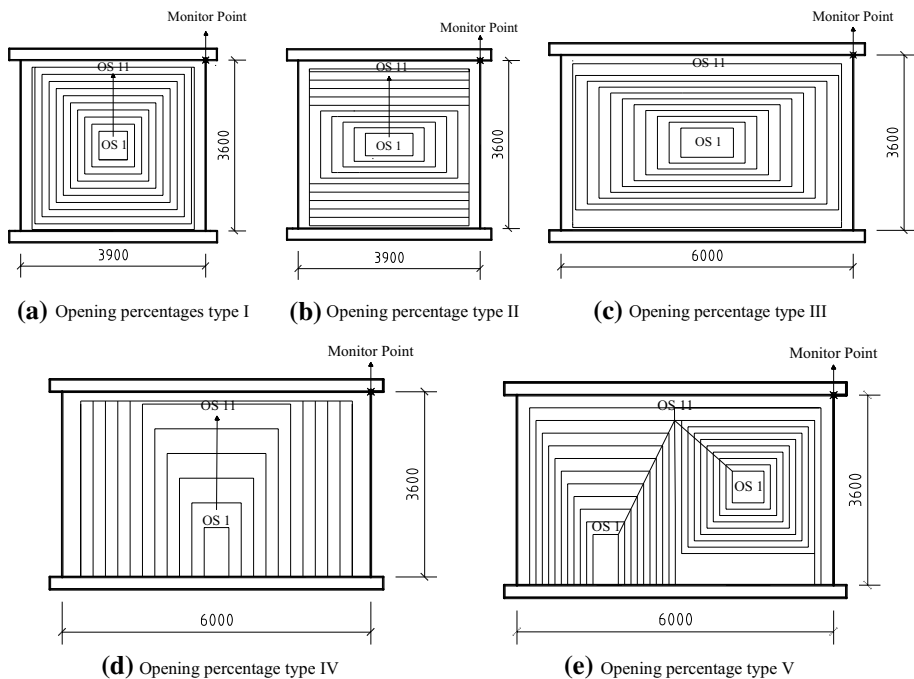 Monitor Point
OS 11
OS 1
3600
3900
(a) Opening percentages type I
Monitor Point
OS 11
OS 1
3600
3900
(b) Opening percentage type II
Monitor Point
OS 11
OS 1
3600
6000
(c) Opening percentage type III
Monitor Point
OS 11
OS 1
3600
6000
(d) Opening percentage type IV
Monitor Point
OS 11
OS 1
OS 1
3600
6000
(e) Opening percentage type V